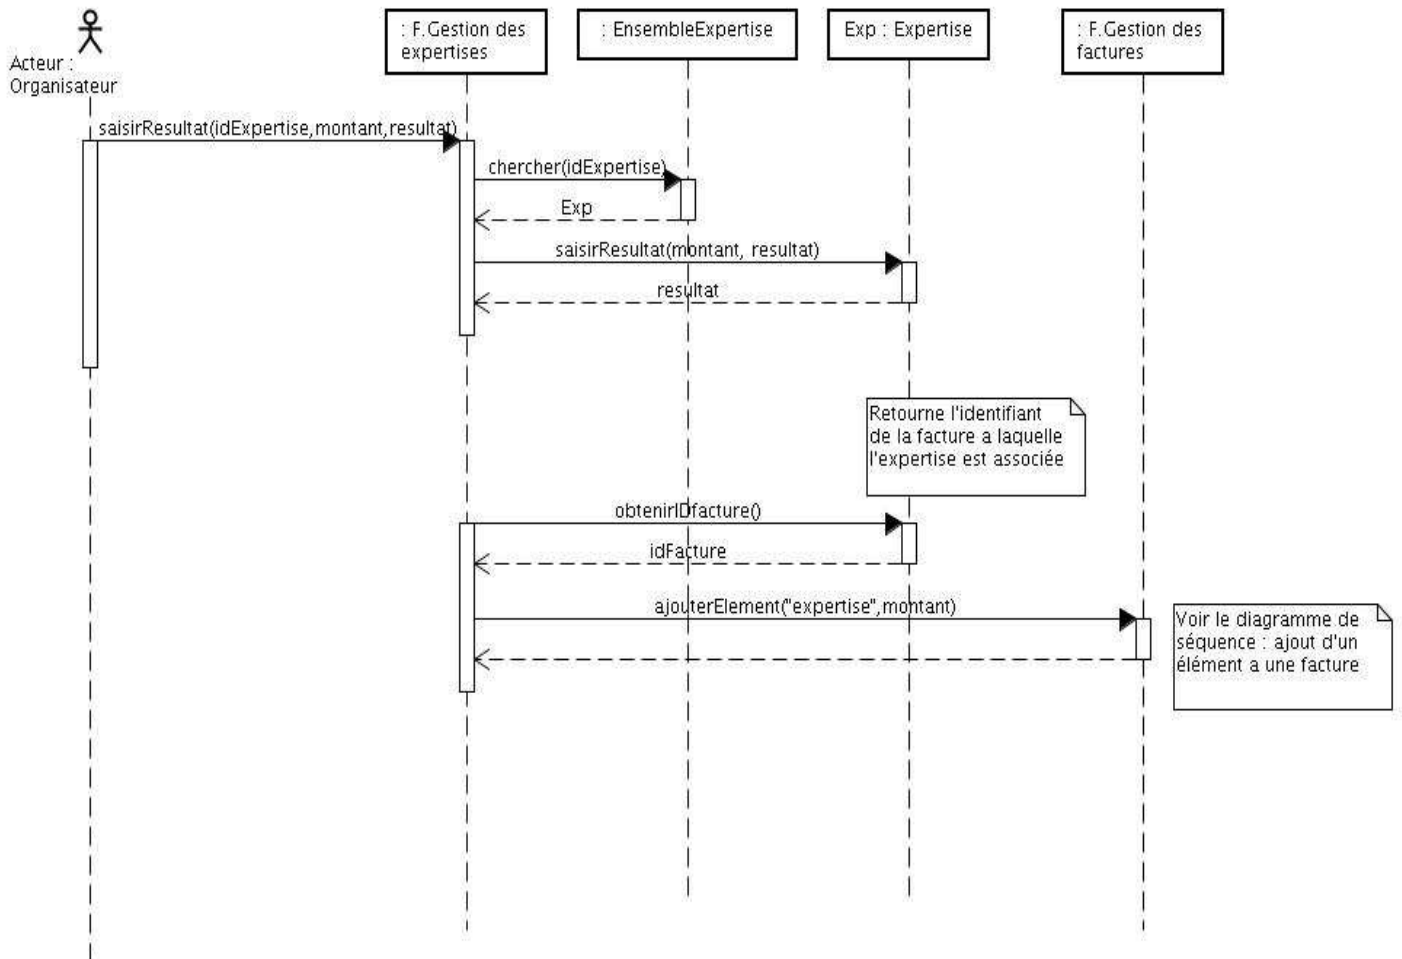 Acteur :
Organisateur
: F.Gestion des
expertises
: EnsembleExpertise
Exp : Expertise
: F.Gestion des
factures
saisirResultat(idExpertise,montant,resultat)
chercher(idExpertise)
Exp
saisirResultat(montant, resultat)
resultat
Retourne l'identifiant
de la facture a laquelle
l'expertise est associée
obtenirIDfacture()
idFacture
ajouterElement("expertise",montant)
Voir le diagramme de
séquence : ajout d'un
élément a une facture